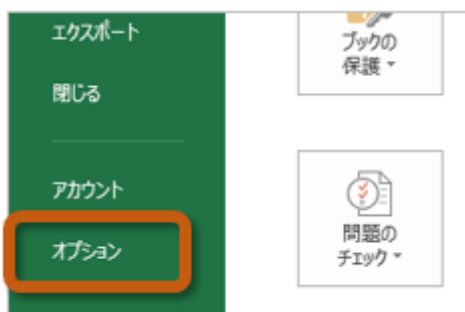 エクスポート
閉じる
アカウント
オプション
ブックの
保護
問題の
チェック